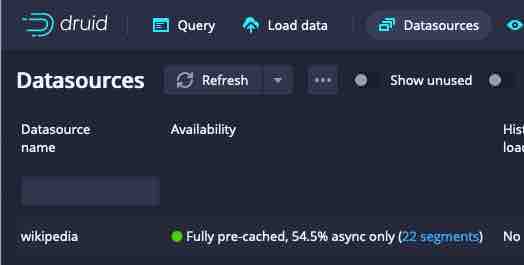 druid Query Load data Datasources
Datasources Refresh ... Show unused
Datasource name Availability
wikipedia Fully pre-cached, 54.5% async only (22 segments) No